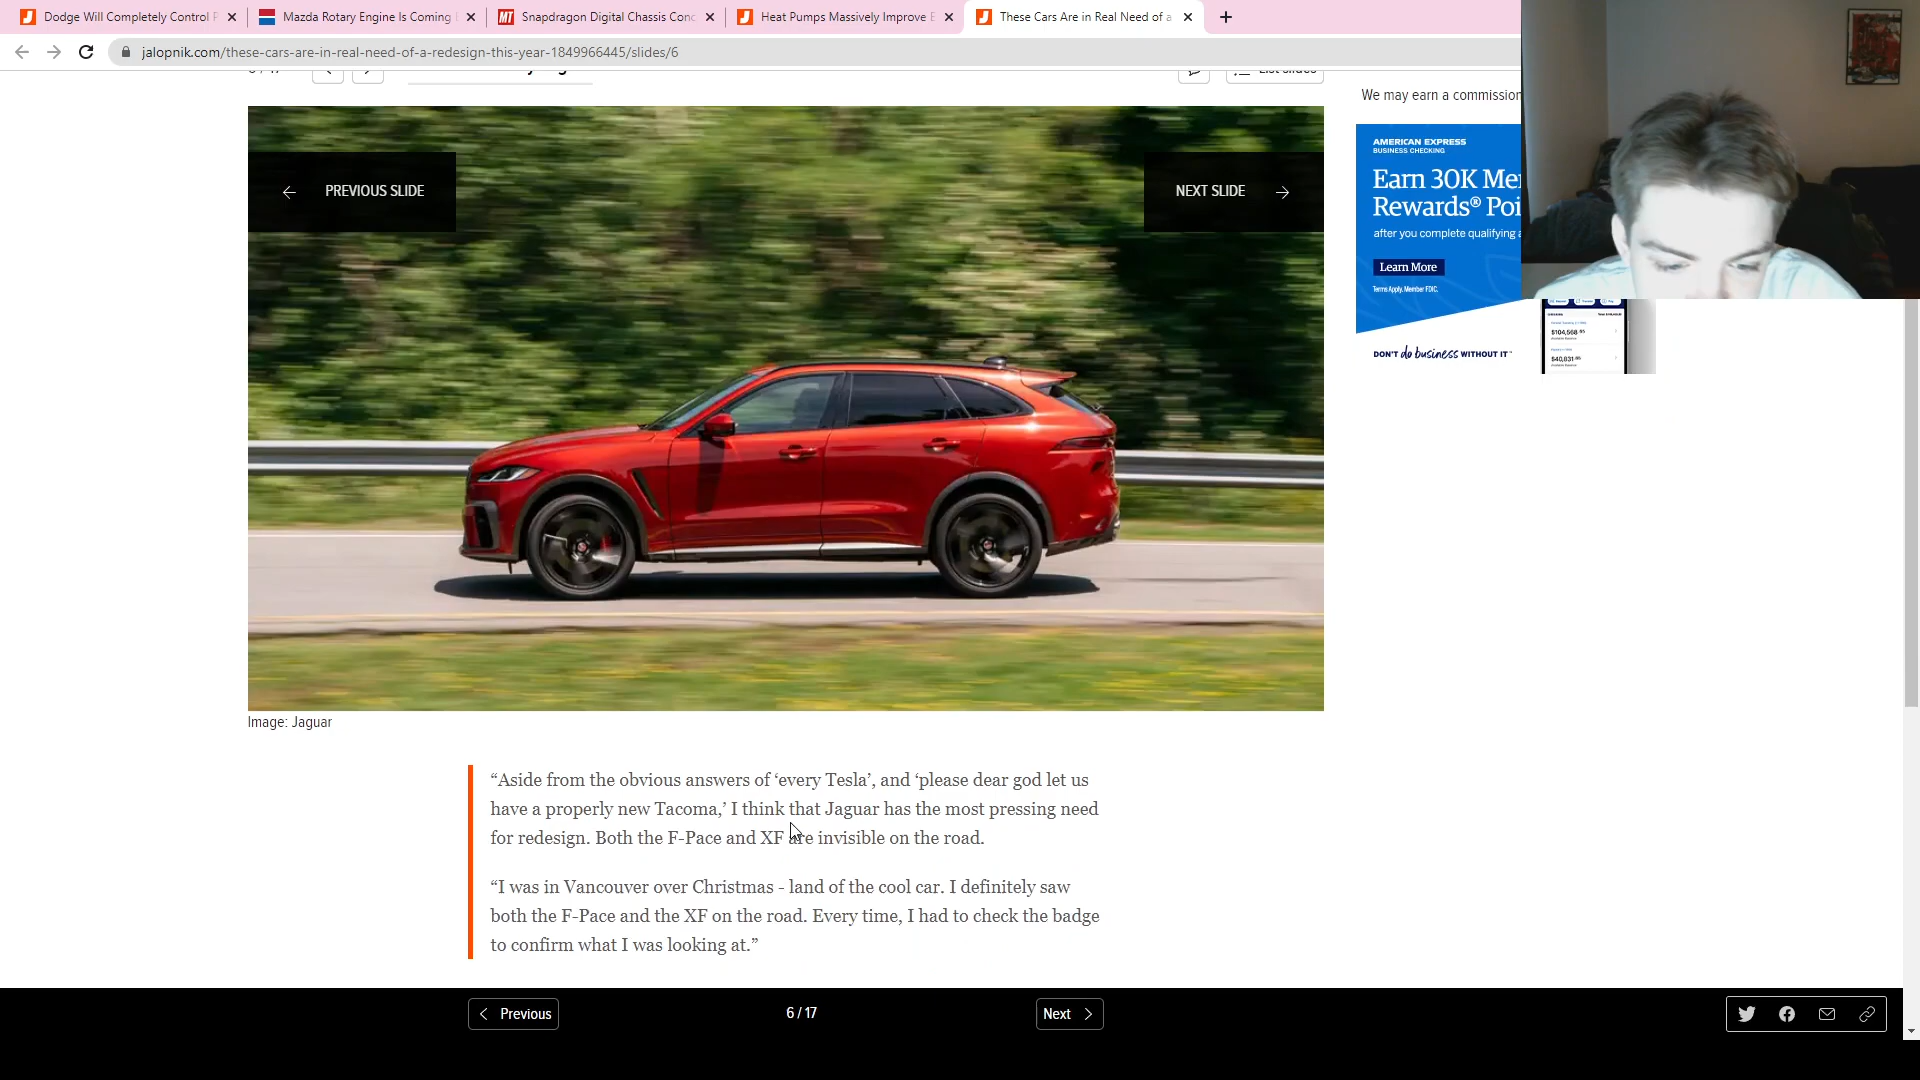 Dodge Will Completely Control P
Mazda Rotary Engine Is Coming
MT
Snapdragon Digital Chassis Conc
Heat Pumps Massively Improve E
These Cars Are in Real Need of a
jalopnik.com/these-cars-are-in-real-need-of-a-redesign-this-year-1849966445/slides/6
List slides
PREVIOUS SLIDE
NEXT SLIDE
We may earn a commission
AMERICAN EXPRESS
BUSINESS CHECKING
Earn 30K Me
Rewards® Poi
after you complete qualifying a
Learn More
Terms Apply. Member FDIC.
DON'T do business WITHOUT IT
Image: Jaguar
“Aside from the obvious answers of ‘every Tesla’, and ‘please dear god let us
have a properly new Tacoma,’ I think that Jaguar has the most pressing need
for redesign. Both the F-Pace and XF are invisible on the road.
“I was in Vancouver over Christmas - land of the cool car. I definitely saw
both the F-Pace and the XF on the road. Every time, I had to check the badge
to confirm what I was looking at.”
Previous
6 / 17
Next